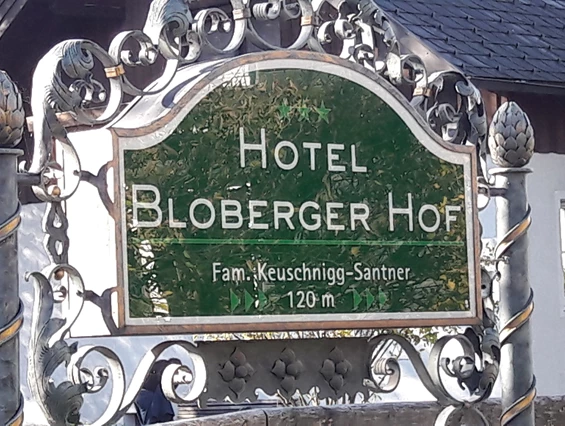 ★★★
HOTEL
BLOBERGER HOF
Fam. Keuschnigg-Santner
120 m